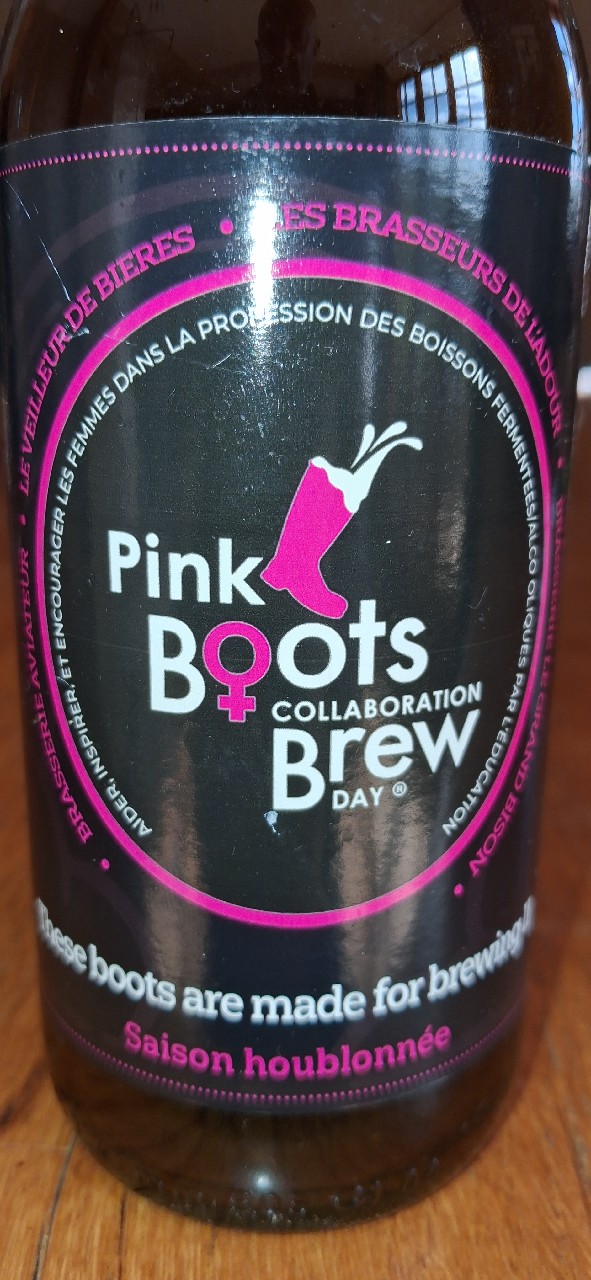 BRASSERIE AVIATEUR • LE VEILLEUR DE BIERES • LES BRASSEURS DE L'ADOUR • BRASSERIE LE GRAND BISON •
AIDER, INSPIRER, ET ENCOURAGER LES FEMMES DANS LA PROFESSION DES BOISSONS FERMENTÉES/ALCOOLIQUES PAR L'EDUCATION
Pink
Boots
COLLABORATION
Brew
DAY ®
These boots are made for brewing
Saison houblonnée